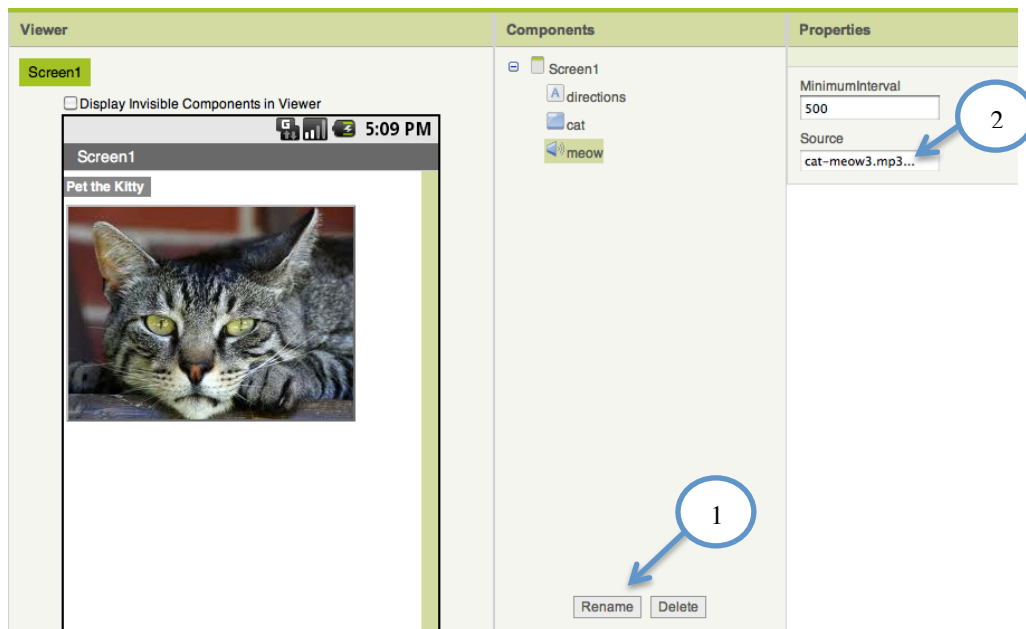 Viewer
Screen1
Display Invisible Components in Viewer
5:09 PM
Screen1
Pet the Kitty
Components
Screen1
directions
cat
meow
1
Rename Delete
Properties
MinimumInterval
500
Source
cat-meow3.mp3...
2